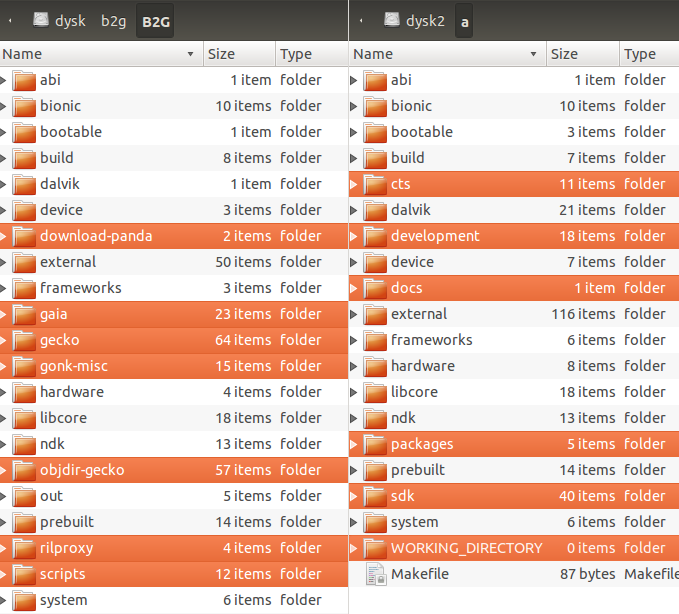 dysk b2g B2G
Name Size Type
abi 1 item folder
bionic 10 items folder
bootable 1 item folder
build 8 items folder
dalvik 1 item folder
device 3 items folder
download-panda 2 items folder
external 50 items folder
frameworks 3 items folder
gaia 23 items folder
gecko 64 items folder
gonk-misc 15 items folder
hardware 4 items folder
libcore 18 items folder
ndk 13 items folder
objdir-gecko 57 items folder
out 5 items folder
prebuilt 14 items folder
rilproxy 4 items folder
scripts 12 items folder
system 6 items folder
dysk2 a
Name Size Type
abi 1 item folder
bionic 10 items folder
bootable 3 items folder
build 7 items folder
cts 11 items folder
dalvik 21 items folder
development 18 items folder
device 7 items folder
docs 1 item folder
external 116 items folder
frameworks 6 items folder
hardware 8 items folder
libcore 18 items folder
ndk 13 items folder
packages 5 items folder
prebuilt 14 items folder
sdk 40 items folder
system 6 items folder
WORKING_DIRECTORY 0 items folder
Makefile 87 bytes Makefile